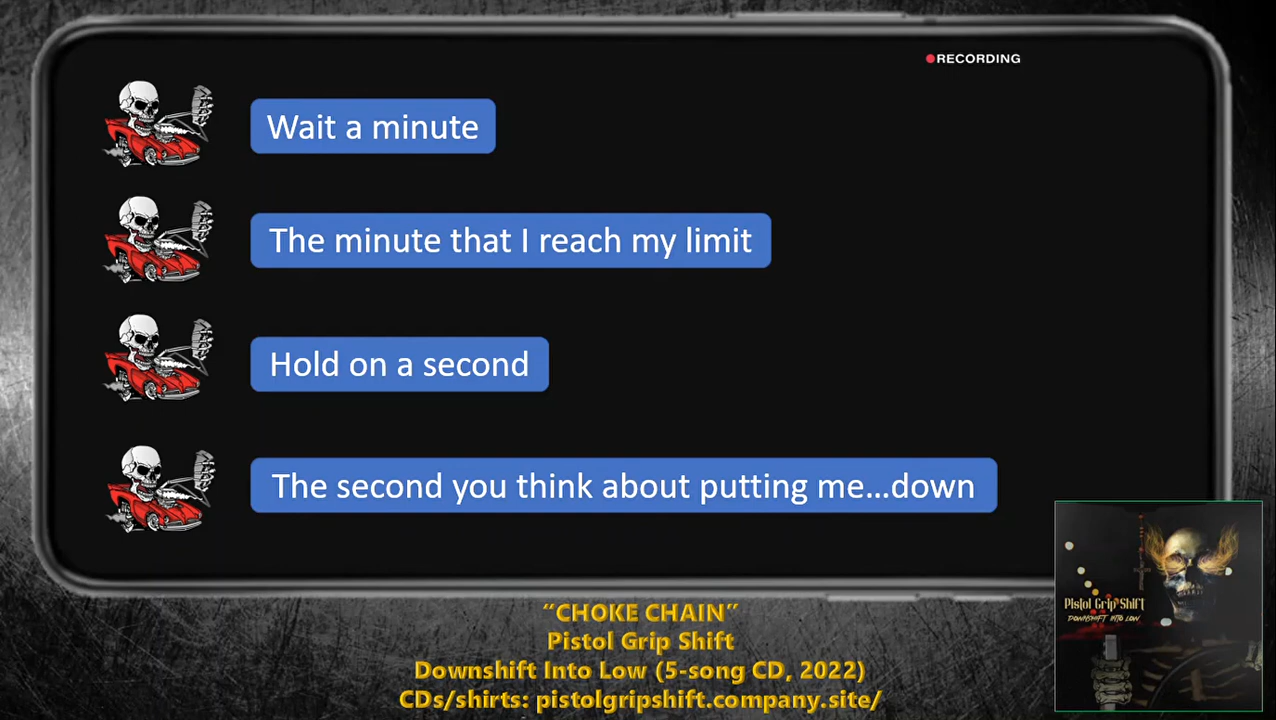 RECORDING
Wait a minute
The minute that I reach my limit
Hold on a second
The second you think about putting me...down
Pistol Grip Shift
DOWNSHIFT INTO LOW
“CHOKE CHAIN”
Pistol Grip Shift
Downshift Into Low (5-song CD, 2022)
CDs/shirts: pistolgripshift.company.site/